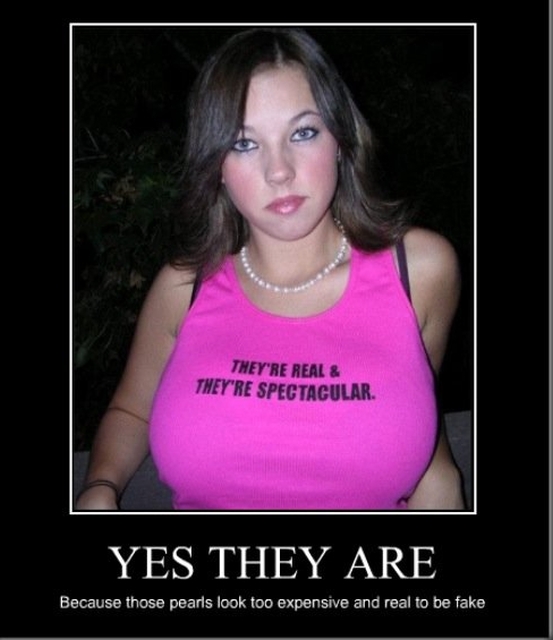 THEY'RE REAL &
THEY'RE SPECTACULAR.
YES THEY ARE
Because those pearls look too expensive and real to be fake